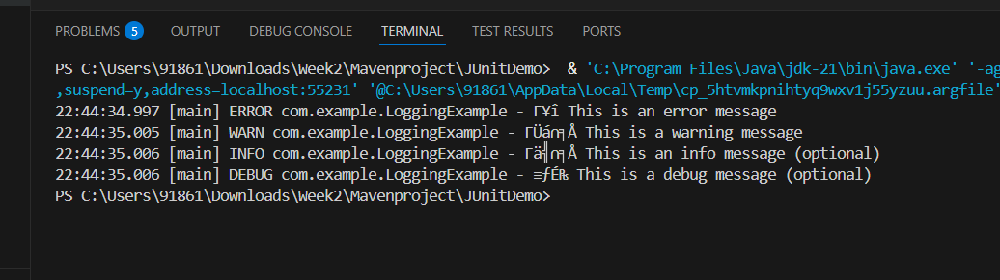 PROBLEMS 5 OUTPUT DEBUG CONSOLE TERMINAL TEST RESULTS PORTS
PS C:\Users\91861\Downloads\Week2\Mavenproject\JUnitDemo> & 'C:\Program Files\Java\jdk-21\bin\java.exe' '-ag
,suspend=y,address=localhost:55231' '@C:\Users\91861\AppData\Local\Temp\cp_5htvmkpnihtyq9wxv1j55yzuu.argfile'
22:44:34.997 [main] ERROR com.example.LoggingExample - Γ¥î This is an error message
22:44:35.005 [main] WARN com.example.LoggingExample - ΓÜá∩╕Å This is a warning message
22:44:35.006 [main] INFO com.example.LoggingExample - Γä╣∩╕Å This is an info message (optional)
22:44:35.006 [main] DEBUG com.example.LoggingExample - ≡ƒÉ₧ This is a debug message (optional)
PS C:\Users\91861\Downloads\Week2\Mavenproject\JUnitDemo>